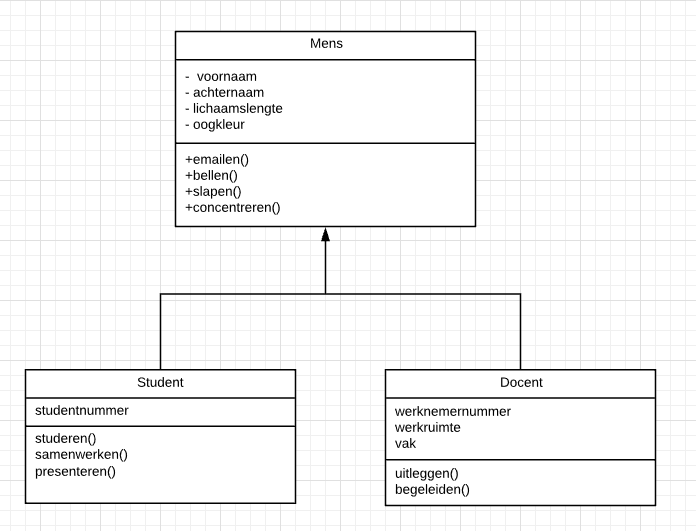 Mens
- voornaam
- achternaam
- lichaamslengte
- oogkleur
+emailen()
+bellen()
+slapen()
+concentreren()
Student
studentnummer
studeren()
samenwerken()
presenteren()
Docent
werknemernummer
werkruimte
vak
uitleggen()
begeleiden()